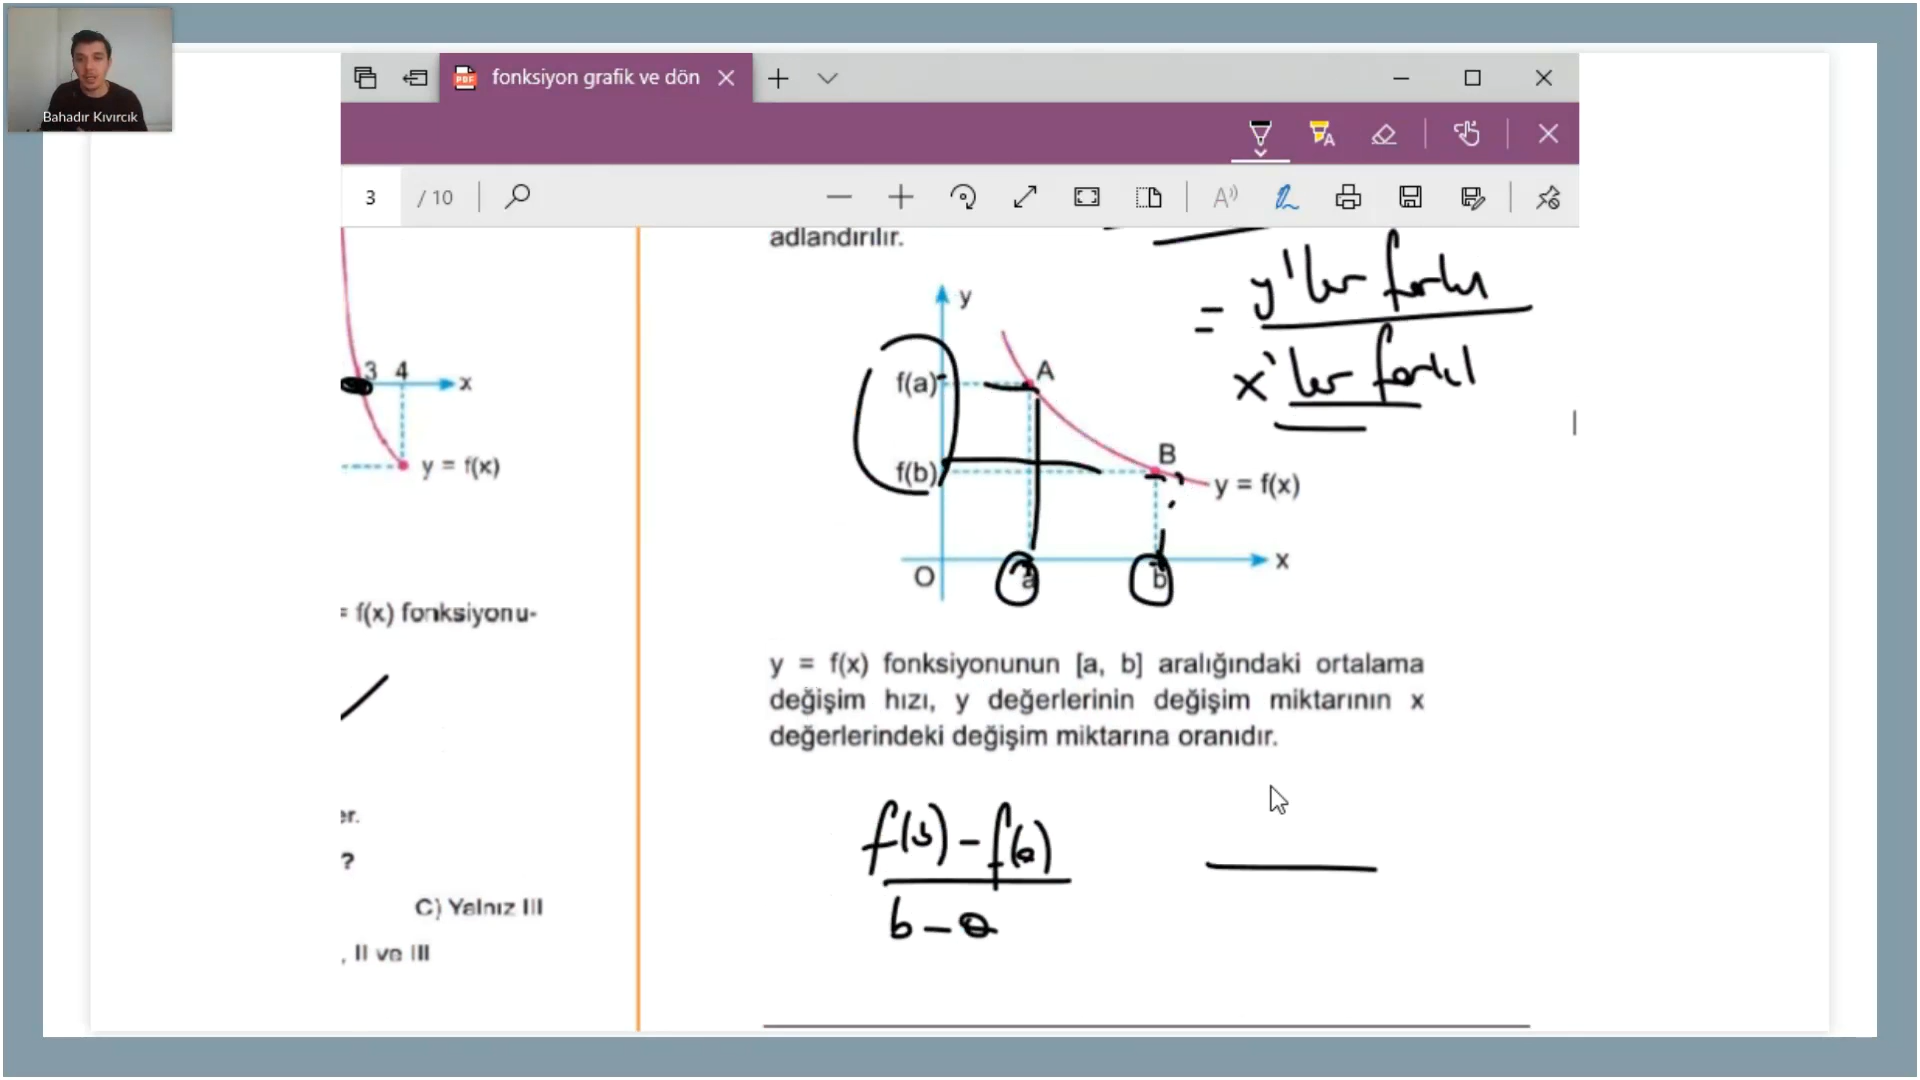 Bahadır Kıvırcık
fonksiyon grafik ve dön
3 / 10
adlandırılır.
= y'ler farkı
x'ler farkı
y
A
f(a)
B
f(b)
y = f(x)
O
a
b
x
3 4
x
y = f(x)
= f(x) fonksiyonu-
y = f(x) fonksiyonunun [a, b] aralığındaki ortalama
değişim hızı, y değerlerinin değişim miktarının x
değerlerindeki değişim miktarına oranıdır.
f(b) - f(a)
b - a
er.
?
C) Yalnız III
, II ve III